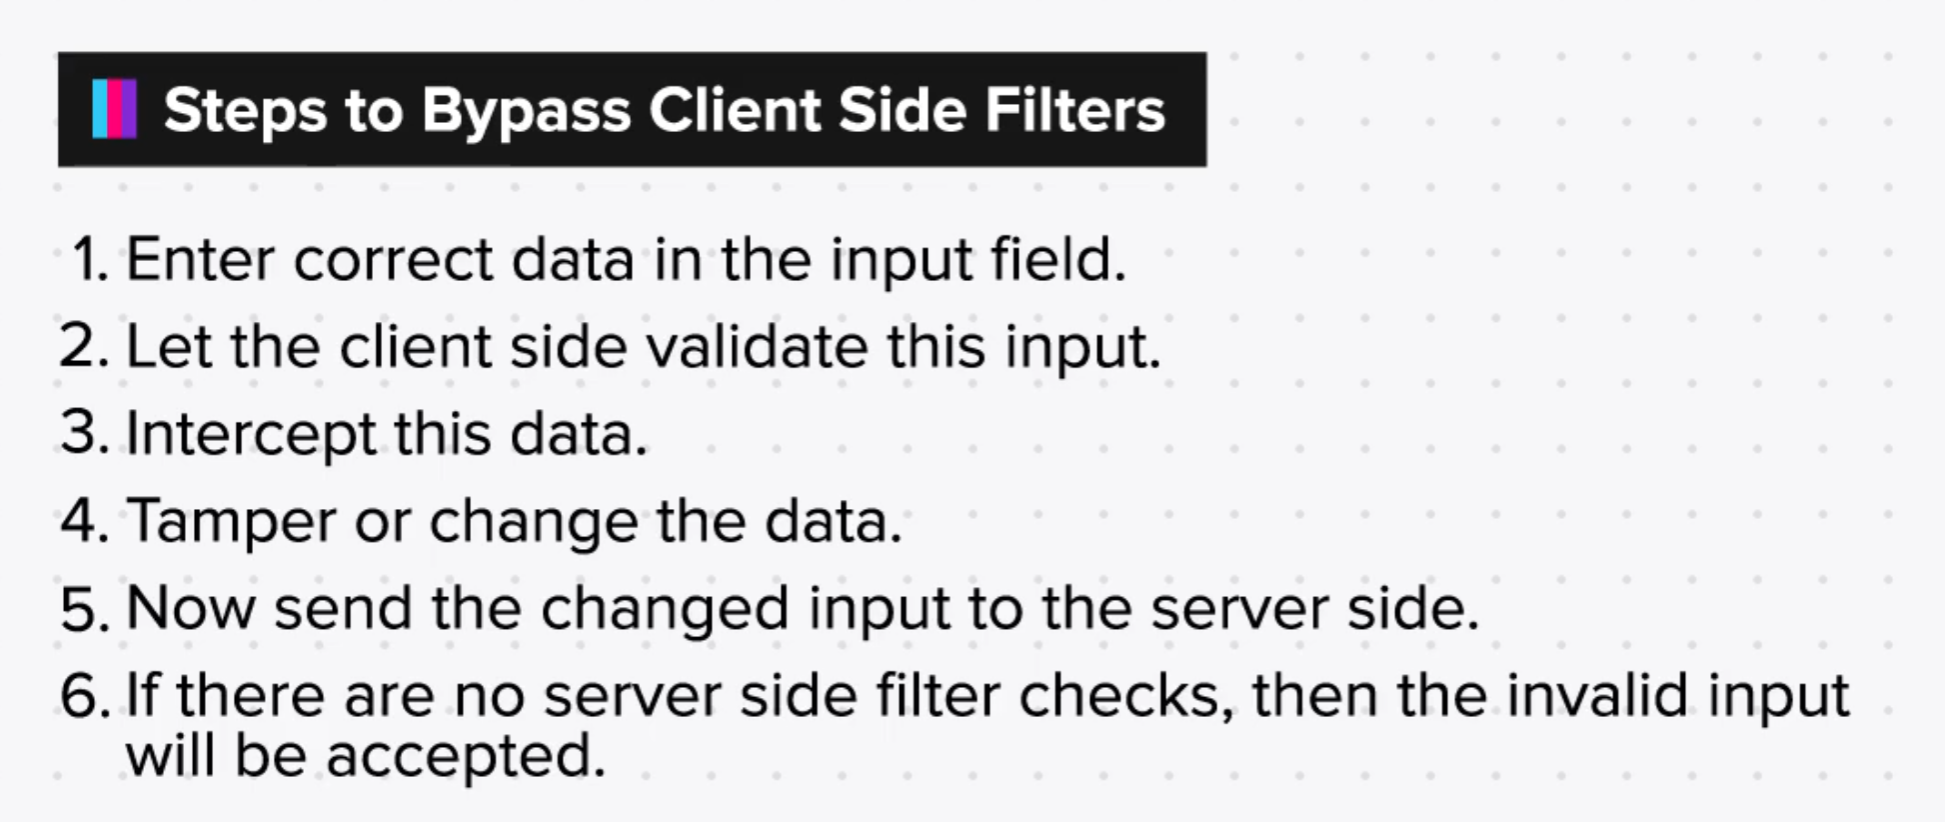 Steps to Bypass Client Side Filters
1. Enter correct data in the input field.
2. Let the client side validate this input.
3. Intercept this data.
4. Tamper or change the data.
5. Now send the changed input to the server side.
6. If there are no server side filter checks, then the invalid input
will be accepted.